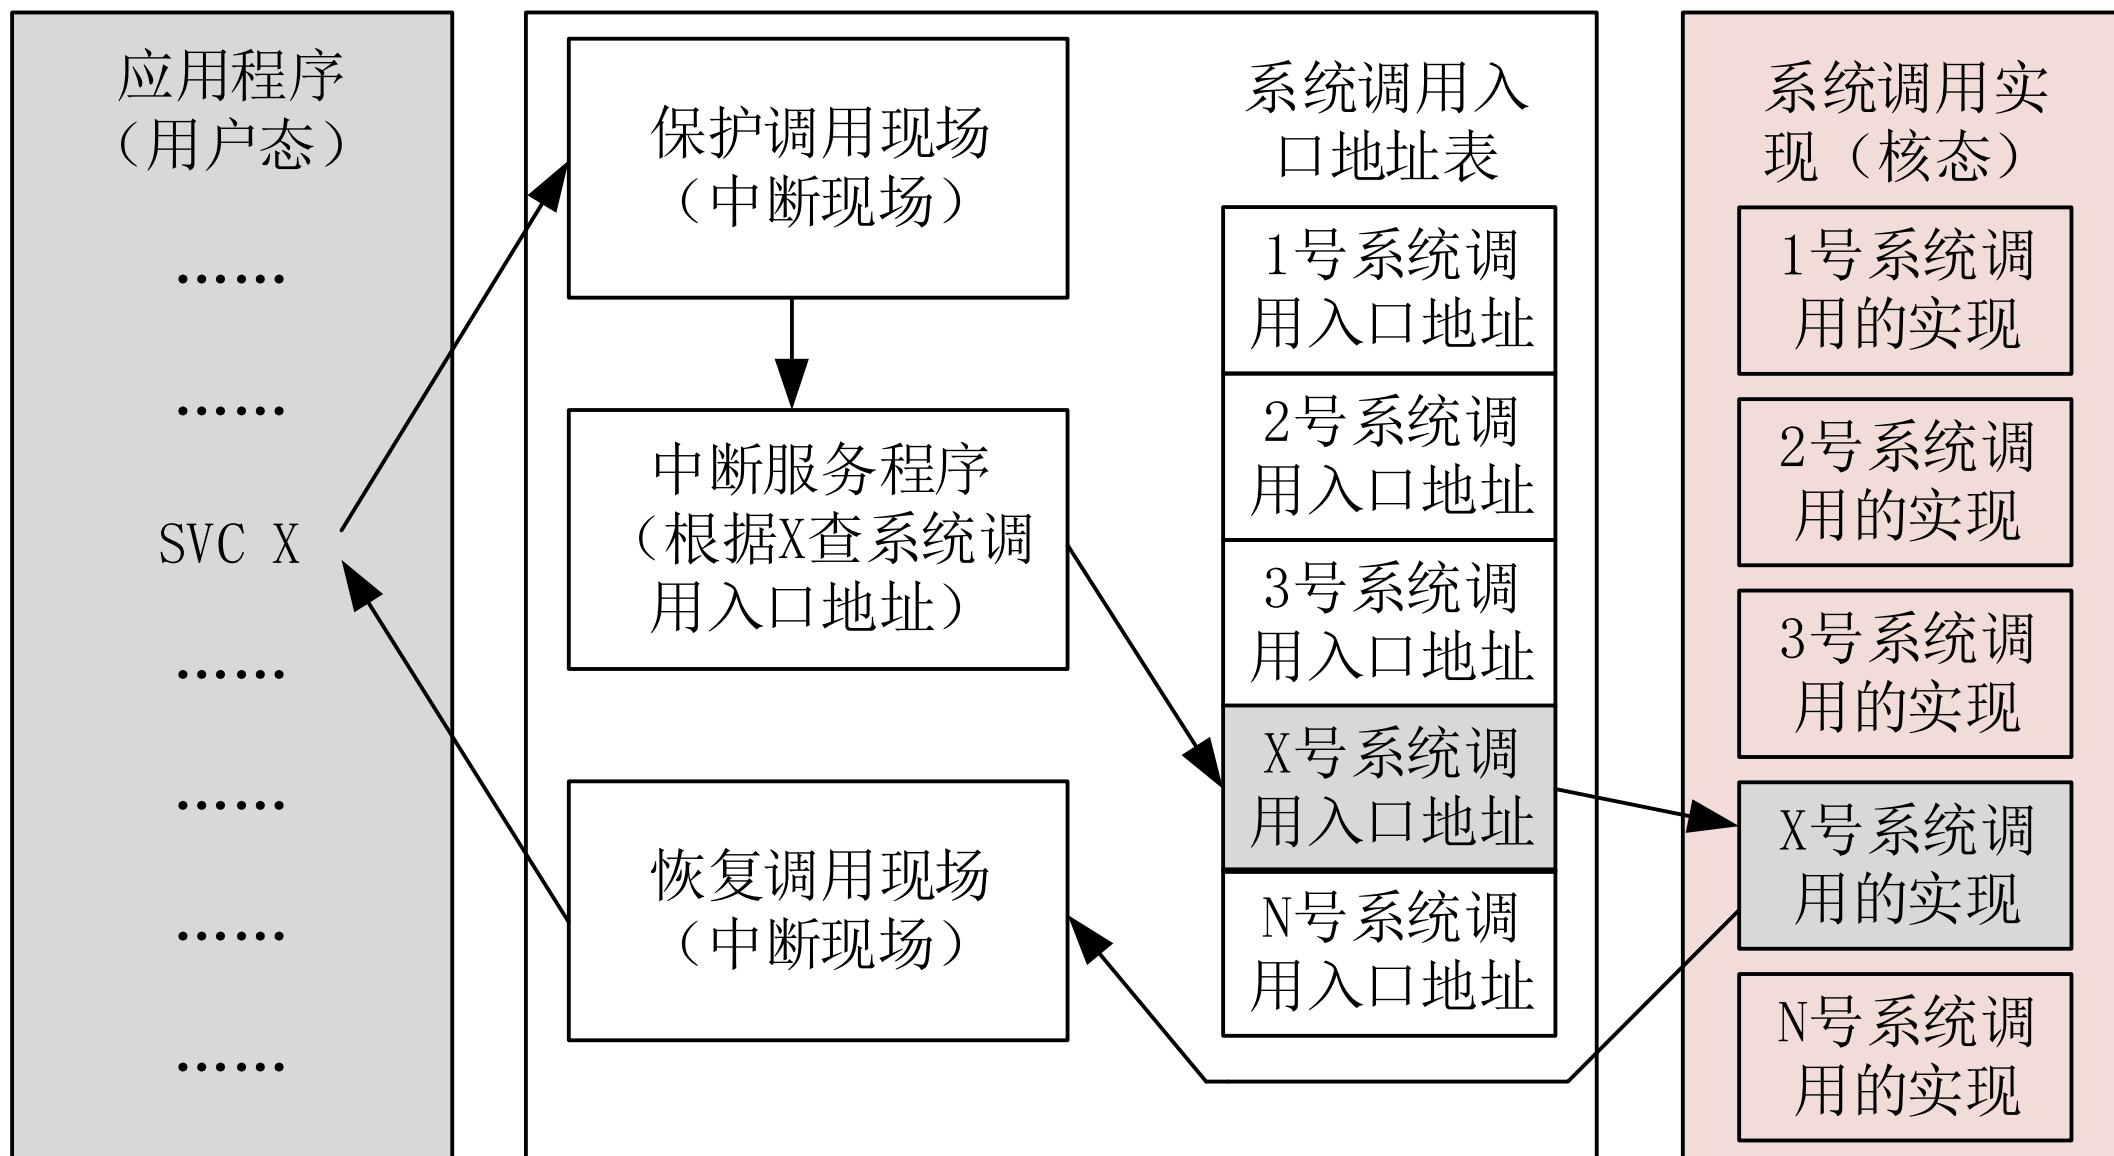 应用程序
（用户态）
……
……
SVC X
……
……
……
……
保护调用现场
（中断现场）
中断服务程序
（根据X查系统调
用入口地址）
恢复调用现场
（中断现场）
系统调用入
口地址表
1号系统调
用入口地址
2号系统调
用入口地址
3号系统调
用入口地址
X号系统调
用入口地址
N号系统调
用入口地址
系统调用实
现（核态）
1号系统调
用的实现
2号系统调
用的实现
3号系统调
用的实现
X号系统调
用的实现
N号系统调
用的实现